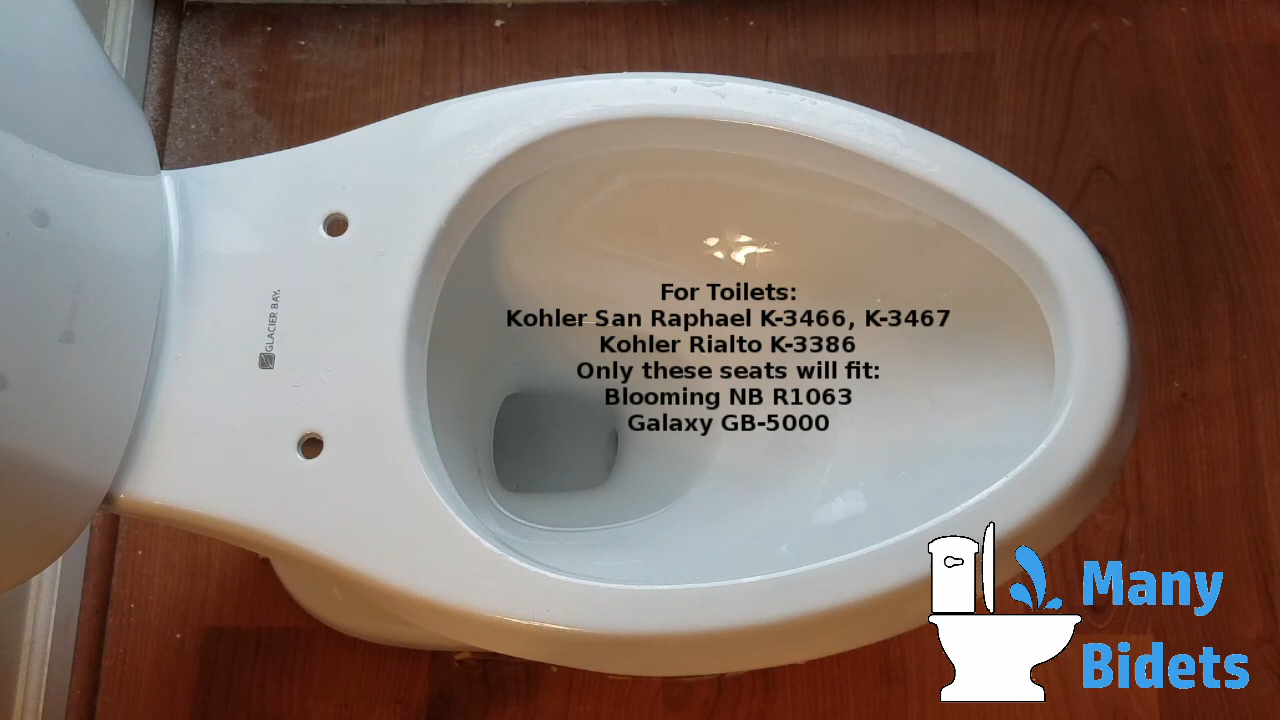 GLACIER BAY.
For Toilets:
Kohler San Raphael K-3466, K-3467
Kohler Rialto K-3386
Only these seats will fit:
Blooming NB R1063
Galaxy GB-5000
Many
Bidets